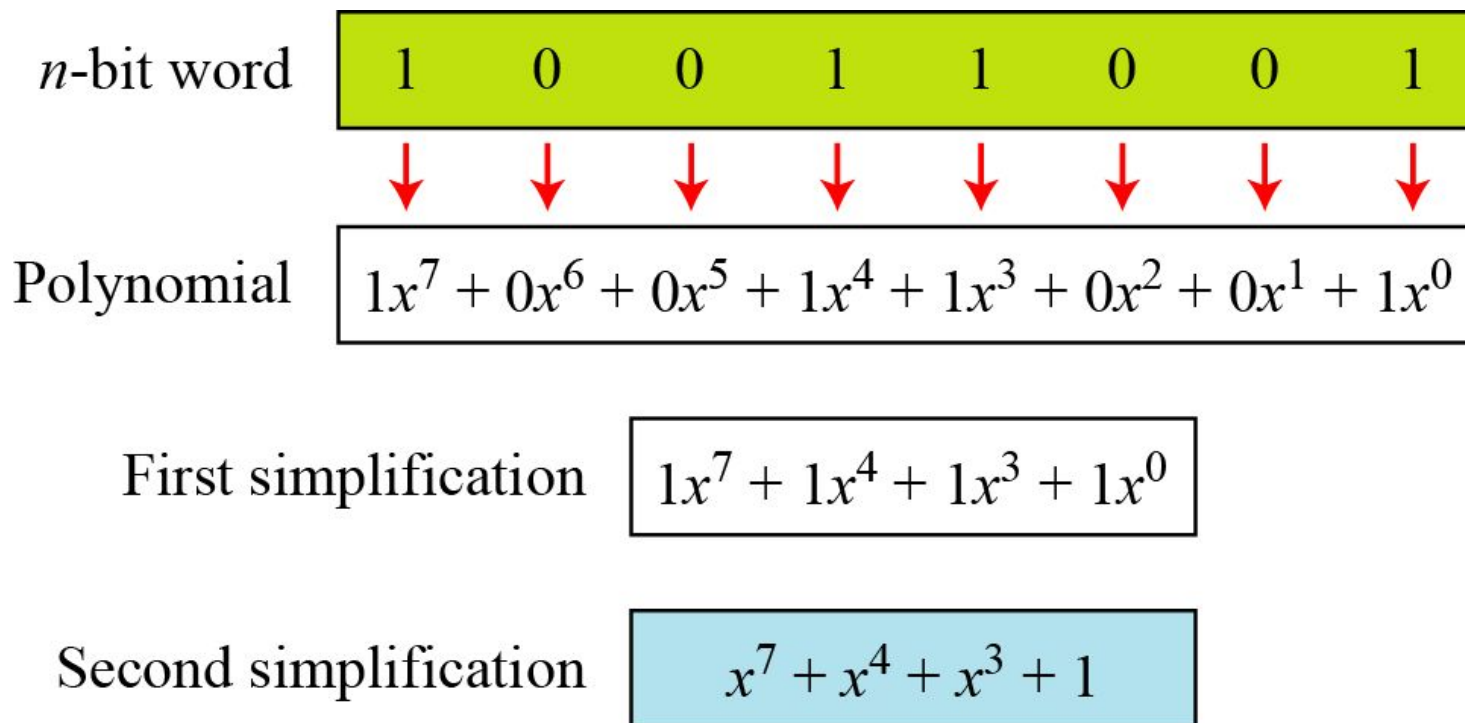 n-bit word 1 0 0 1 1 0 0 1
Polynomial 1x⁷ + 0x⁶ + 0x⁵ + 1x⁴ + 1x³ + 0x² + 0x¹ + 1x⁰
First simplification 1x⁷ + 1x⁴ + 1x³ + 1x⁰
Second simplification x⁷ + x⁴ + x³ + 1